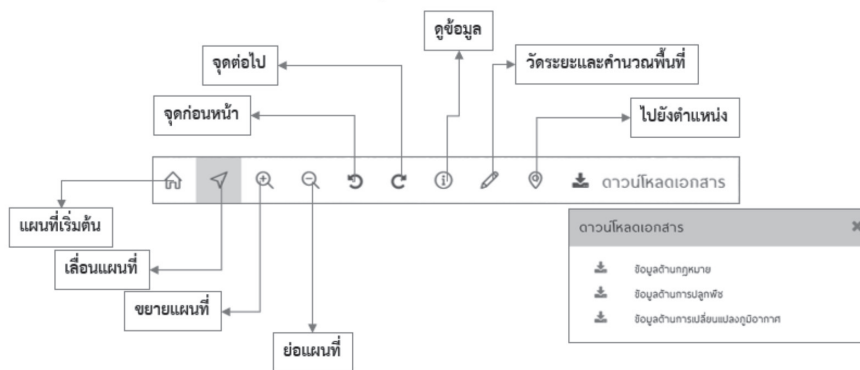 ดูข้อมูล
จุดต่อไป
วัดระยะและคำนวณพื้นที่
จุดก่อนหน้า
ไปยังตำแหน่ง
ดาวน์โหลดเอกสาร
แผนที่เริ่มต้น
เลื่อนแผนที่
ขยายแผนที่
ย่อแผนที่
ดาวน์โหลดเอกสาร
ข้อมูลด้านกฎหมาย
ข้อมูลด้านการปลูกพืช
ข้อมูลด้านการเปลี่ยนแปลงภูมิอากาศ